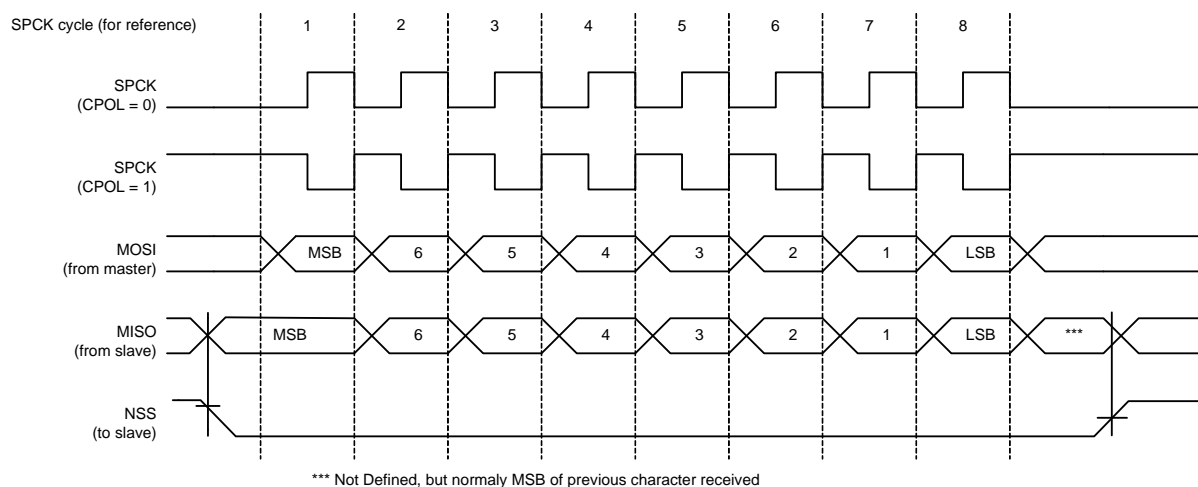 SPCK cycle (for reference) 1 2 3 4 5 6 7 8
SPCK
(CPOL = 0)
SPCK
(CPOL = 1)
MOSI
(from master)
MSB 6 5 4 3 2 1 LSB
MISO
(from slave)
MSB 6 5 4 3 2 1 LSB ***
NSS
(to slave)
*** Not Defined, but normaly MSB of previous character received